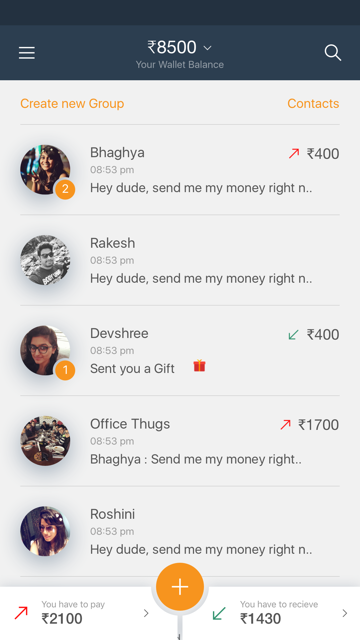 ₹8500
Your Wallet Balance
Create new Group Contacts
Bhaghya ₹400
08:53 pm
2 Hey dude, send me my money right n..
Rakesh
08:53 pm
Hey dude, send me my money right n..
Devshree ₹400
08:53 pm
1 Sent you a Gift
Office Thugs ₹1700
08:53 pm
Bhaghya : Send me my money right..
Roshini
08:53 pm
Hey dude, send me my money right n..
You have to pay You have to recieve
₹2100 ₹1430